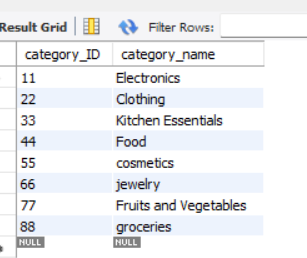 Result Grid Filter Rows:
category_ID category_name
11 Electronics
22 Clothing
33 Kitchen Essentials
44 Food
55 cosmetics
66 jewelry
77 Fruits and Vegetables
88 groceries
NULL NULL